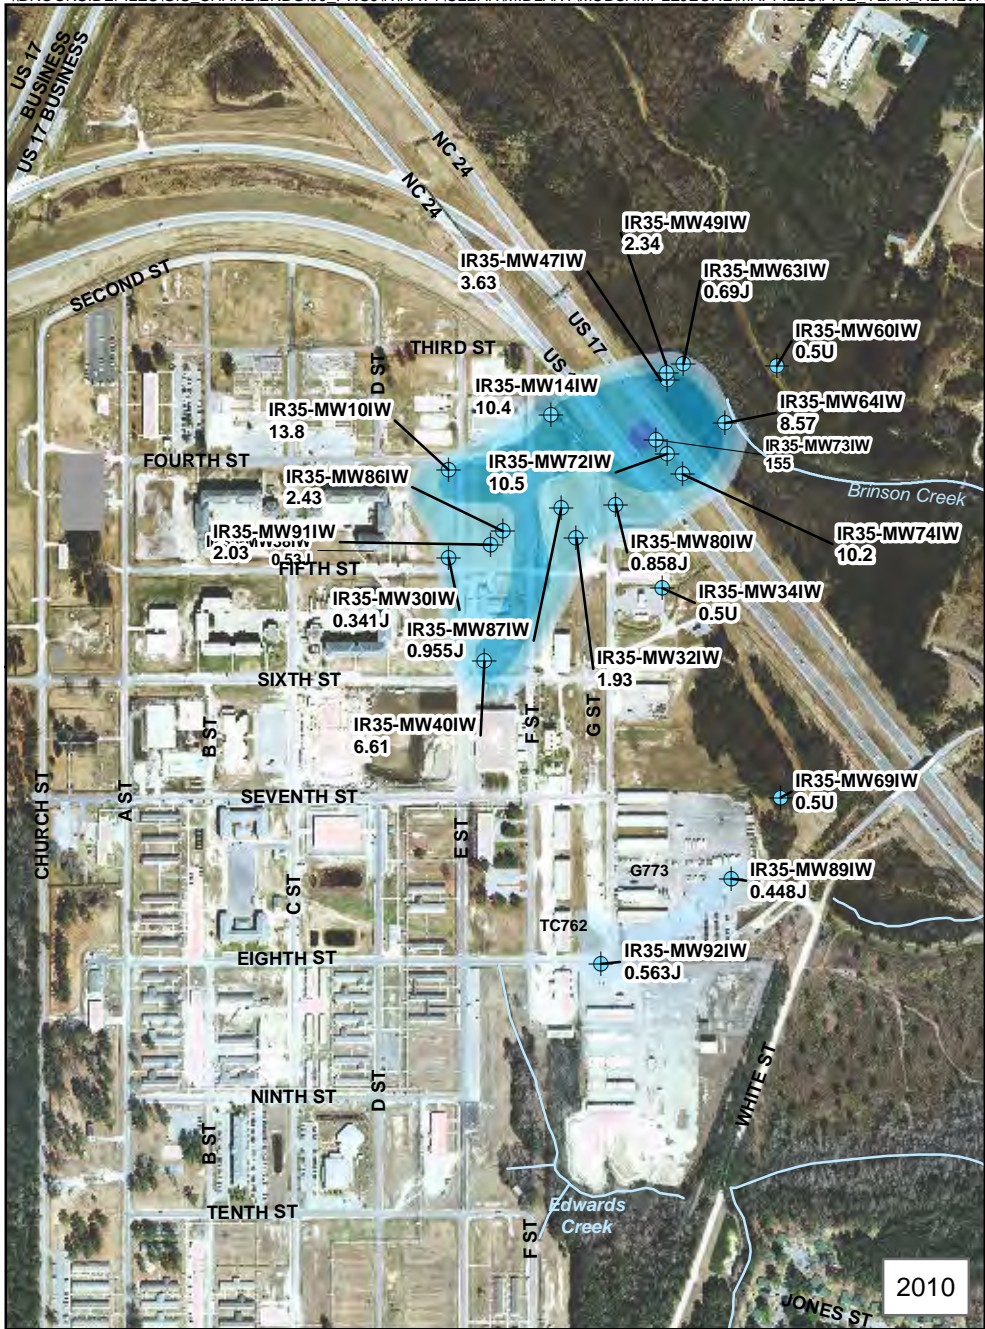 US 17
BUSINESS
US 17 BUSINESS
NC 24
NC 24
SECOND ST
IR35-MW49IW
2.34
IR35-MW47IW
3.63
IR35-MW63IW
0.69J
US 17
IR35-MW60IW
0.5U
THIRD ST
US
D ST
IR35-MW14IW
10.4
IR35-MW10IW
13.8
IR35-MW64IW
8.57
IR35-MW73IW
155
FOURTH ST
IR35-MW72IW
10.5
IR35-MW86IW
2.43
Brinson Creek
IR35-MW91IW
2.03
0.53J
FIFTH ST
IR35-MW74IW
10.2
IR35-MW80IW
0.858J
IR35-MW30IW
0.341J
IR35-MW34IW
0.5U
IR35-MW87IW
0.955J
IR35-MW32IW
1.93
SIXTH ST
IR35-MW40IW
6.61
B ST
F ST
G ST
CHURCH ST
A ST
SEVENTH ST
IR35-MW69IW
0.5U
E ST
C ST
G773
IR35-MW89IW
0.448J
TC762
EIGHTH ST
IR35-MW92IW
0.563J
NINTH ST
D ST
WHITE ST
B ST
TENTH ST
F ST
Edwards
Creek
2010
JONES ST